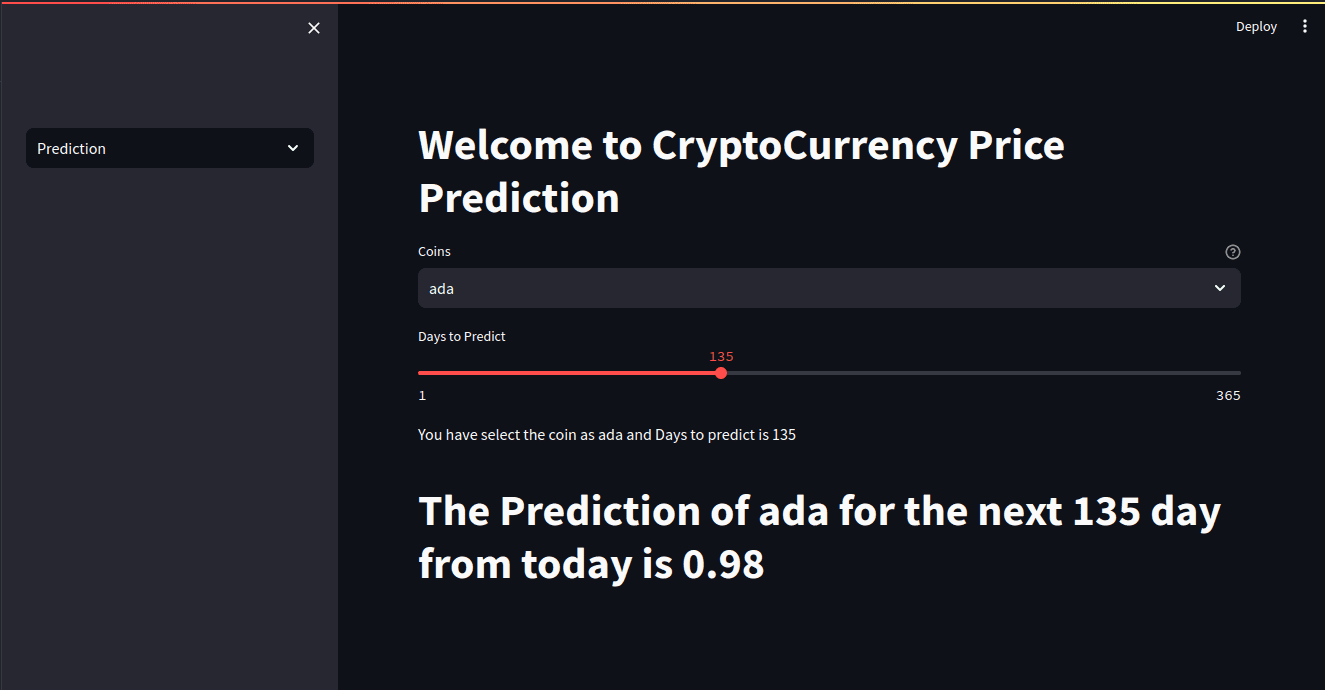 Deploy
Prediction
Welcome to CryptoCurrency Price
Prediction
Coins
ada
Days to Predict
135
1
365
You have select the coin as ada and Days to predict is 135
The Prediction of ada for the next 135 day
from today is 0.98